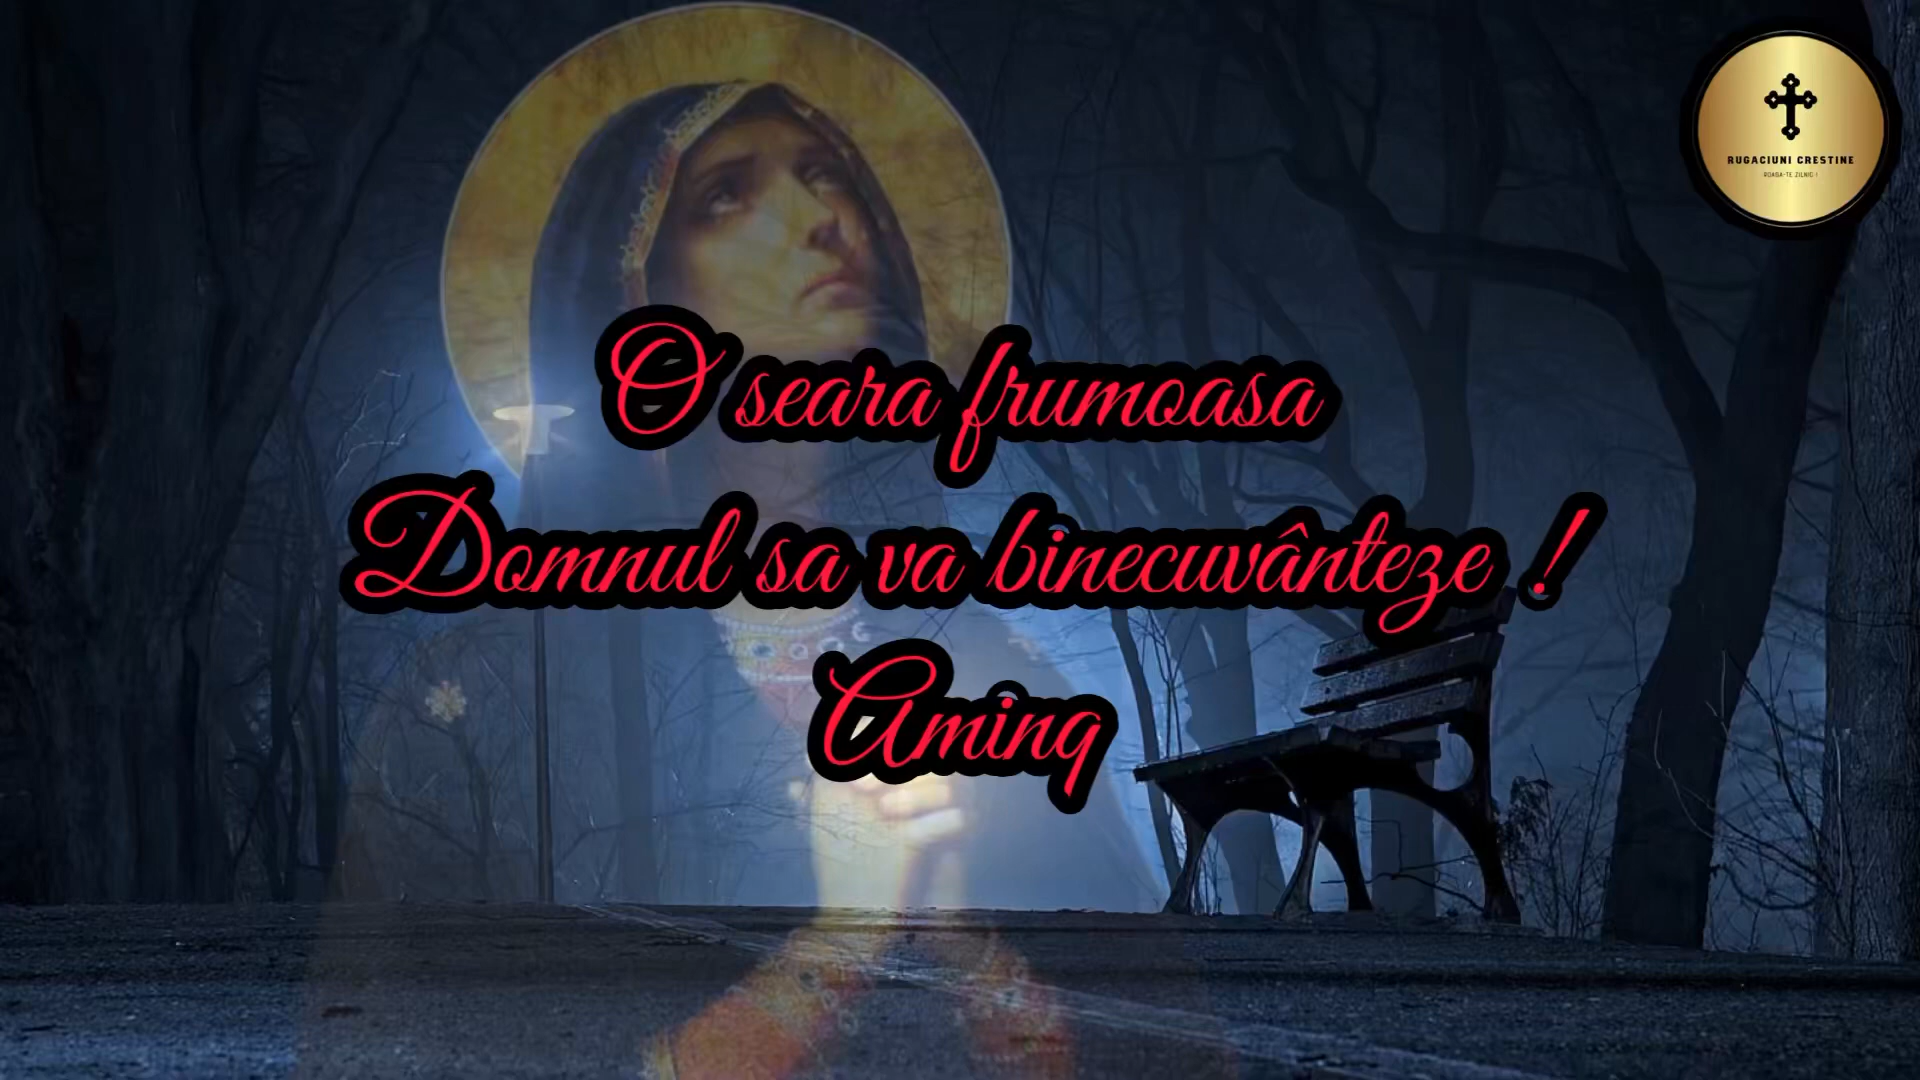 RUGACIUNI CRESTINE
ROAGA-TE ZILNIC !
O seara frumoasa
Domnul sa va binecuvânteze !
Aminq